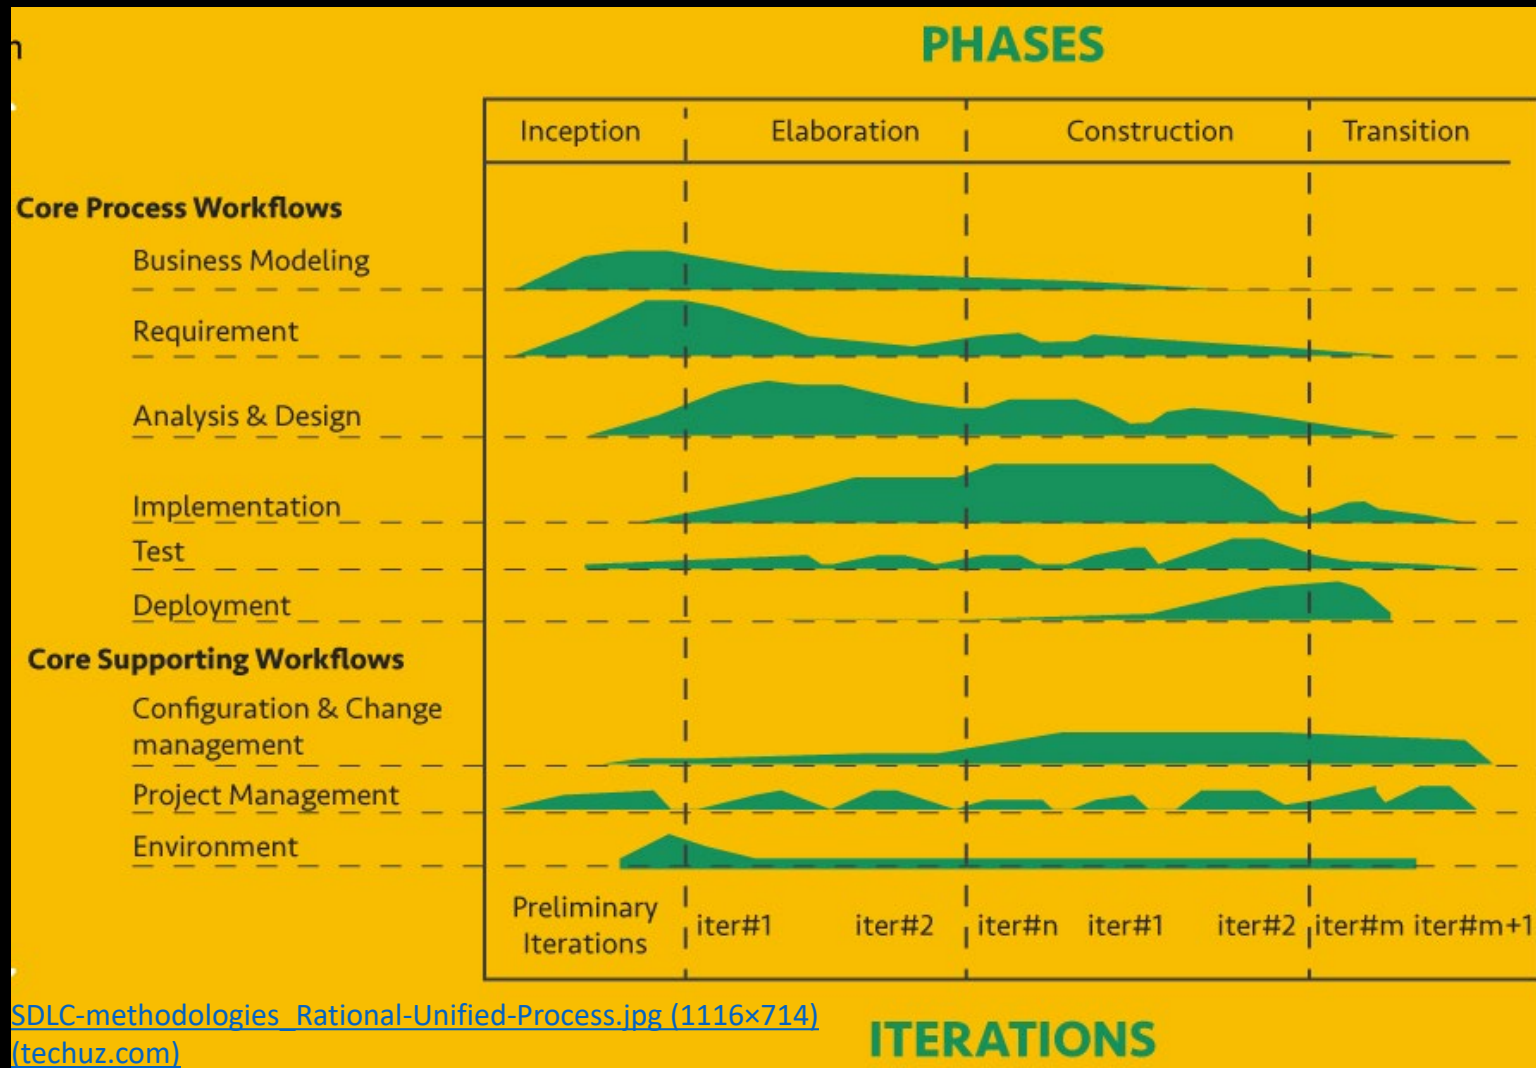 n
PHASES
Inception Elaboration Construction Transition
Core Process Workflows
Business Modeling
Requirement
Analysis & Design
Implementation
Test
Deployment
Core Supporting Workflows
Configuration & Change
management
Project Management
Environment
Preliminary
Iterations
iter#1 iter#2 iter#n iter#1 iter#2 iter#m iter#m+1
SDLC-methodologies_Rational-Unified-Process.jpg (1116×714)
(techuz.com)
ITERATIONS